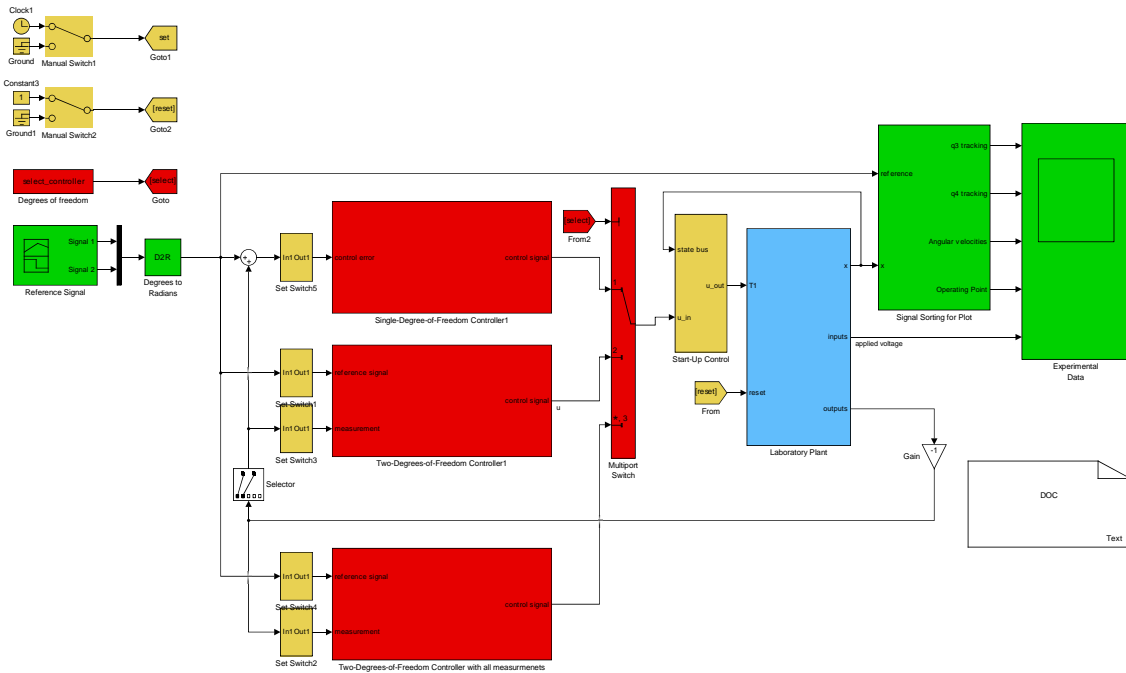 Clock1
set
Ground
Manual Switch1
Goto1
Constant3
1
[reset]
Ground1
Manual Switch2
Goto2
select_controller
[select]
Degrees of freedom
Goto
Signal 1
Signal 2
Reference Signal
D2R
Degrees to
Radians
In1 Out1
Set Switch5
control error
control signal
Single-Degree-of-Freedom Controller1
In1 Out1
Set Switch1
reference signal
control signal
u
In1 Out1
Set Switch3
measurement
Two-Degrees-of-Freedom Controller1
Selector
In1 Out1
Set Switch4
reference signal
control signal
In1 Out1
Set Switch2
measurement
Two-Degrees-of-Freedom Controller with all measurmenets
[select]
From2
1
2
*, 3
Multiport
Switch
state bus
u_out
u_in
Start-Up Control
[reset]
From
T1
x
inputs
reset
outputs
Laboratory Plant
applied voltage
-1
Gain
q3 tracking
reference
q4 tracking
Angular velocities
x
Operating Point
Signal Sorting for Plot
Experimental
Data
DOC
Text